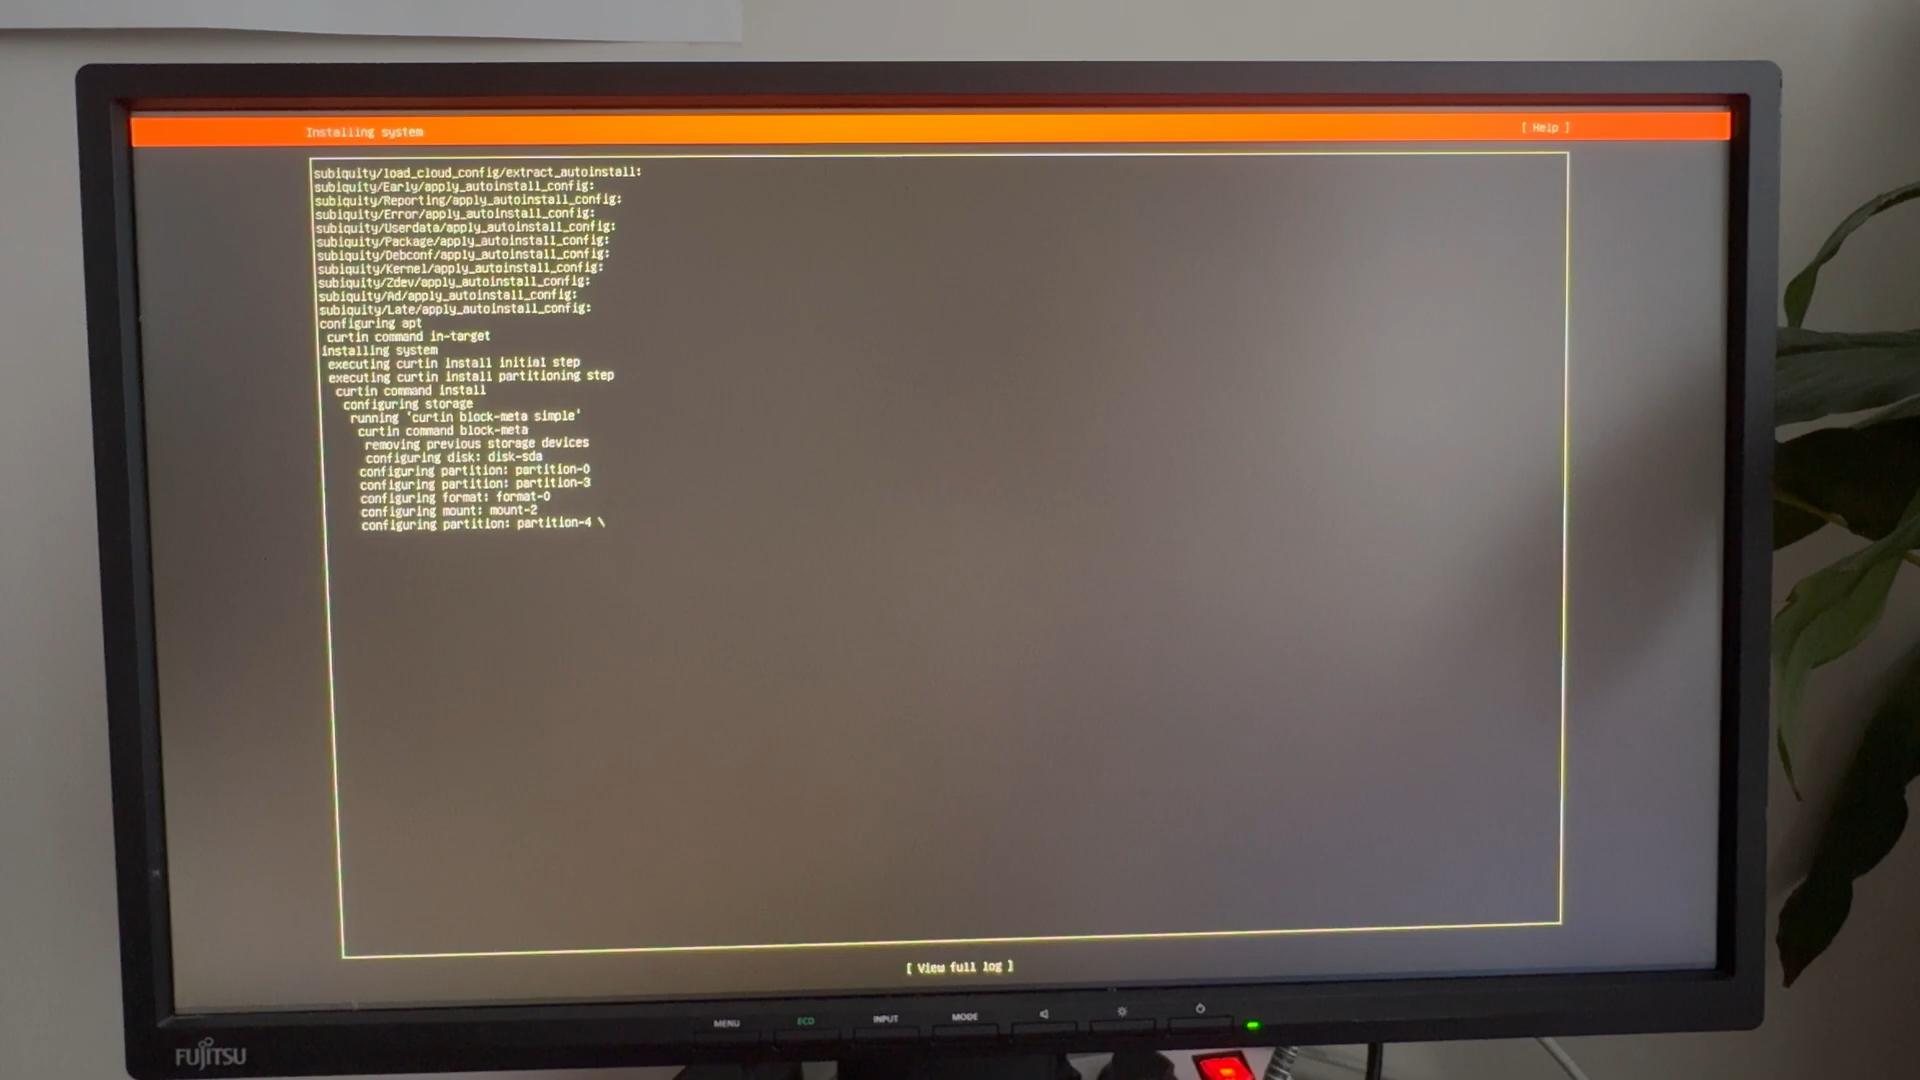 Installing system
[ Help ]
subiquity/load_cloud_config/extract_autoinstall:
subiquity/Early/apply_autoinstall_config:
subiquity/Reporting/apply_autoinstall_config:
subiquity/Error/apply_autoinstall_config:
subiquity/Userdata/apply_autoinstall_config:
subiquity/Package/apply_autoinstall_config:
subiquity/Debconf/apply_autoinstall_config:
subiquity/Kernel/apply_autoinstall_config:
subiquity/Zdev/apply_autoinstall_config:
subiquity/Ad/apply_autoinstall_config:
subiquity/Late/apply_autoinstall_config:
configuring apt
curtin command in-target
installing system
executing curtin install initial step
executing curtin install partitioning step
curtin command install
configuring storage
running 'curtin block-meta simple'
curtin command block-meta
removing previous storage devices
configuring disk: disk-sda
configuring partition: partition-0
configuring partition: partition-3
configuring format: format-0
configuring mount: mount-2
configuring partition: partition-4 \
[ View full log ]
MENU
ECO
INPUT
MODE
FUJITSU